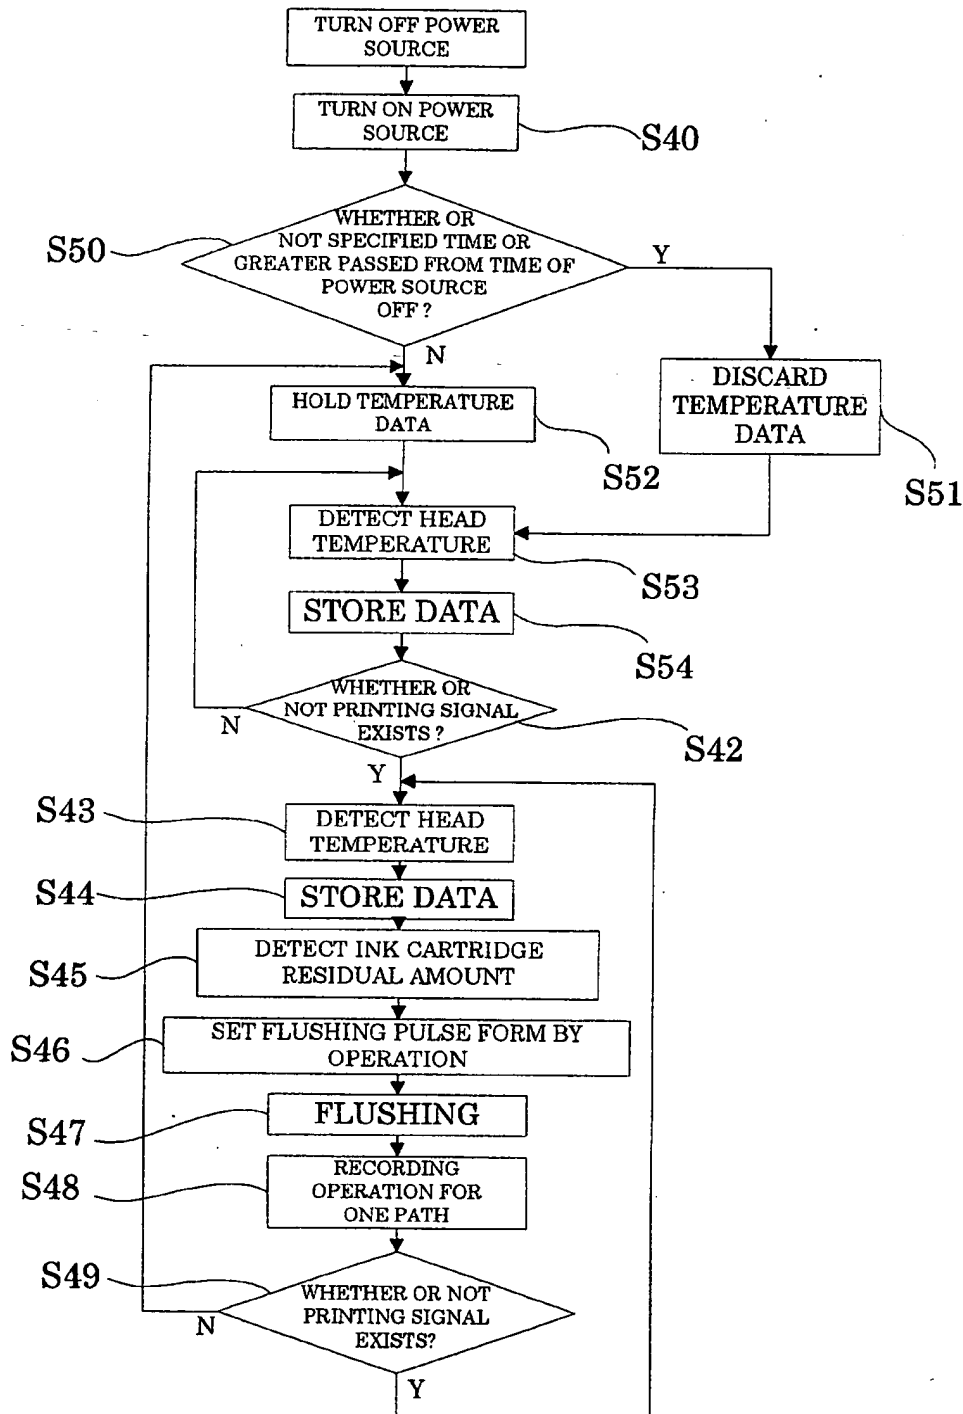 TURN OFF POWER
SOURCE
TURN ON POWER
SOURCE
S40
WHETHER OR
NOT SPECIFIED TIME OR
GREATER PASSED FROM TIME OF
POWER SOURCE
OFF ?
S50
Y
N
DISCARD
TEMPERATURE
DATA
S51
HOLD TEMPERATURE
DATA
S52
DETECT HEAD
TEMPERATURE
S53
STORE DATA
S54
WHETHER OR
NOT PRINTING SIGNAL
EXISTS ?
N
S42
Y
S43
DETECT HEAD
TEMPERATURE
S44
STORE DATA
S45
DETECT INK CARTRIDGE
RESIDUAL AMOUNT
S46
SET FLUSHING PULSE FORM BY
OPERATION
S47
FLUSHING
S48
RECORDING
OPERATION FOR
ONE PATH
S49
WHETHER OR NOT
PRINTING SIGNAL
EXISTS?
N
Y